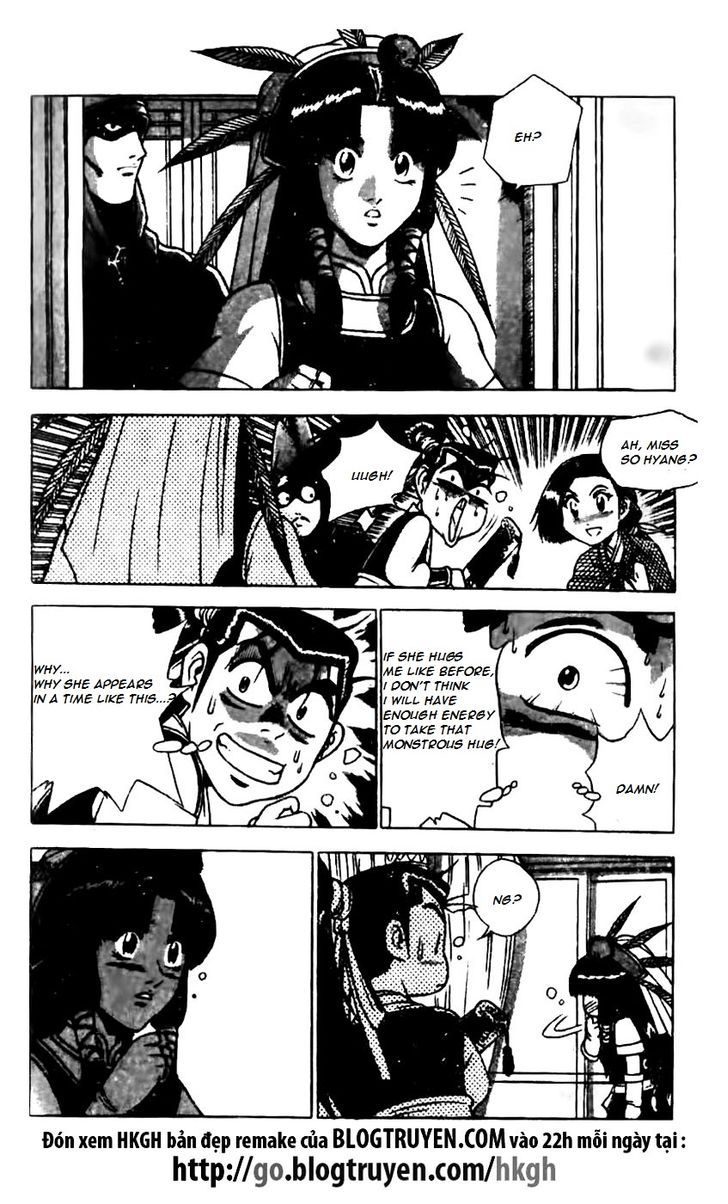 EH?
UUGH!
AH, MISS
SO HYANG?
WHY...
WHY SHE APPEARS
IN A TIME LIKE THIS...?
IF SHE HUGS
ME LIKE BEFORE,
I DON'T THINK
I WILL HAVE
ENOUGH ENERGY
TO TAKE THAT
MONSTROUS HUG!
DAMN!
NG?
Đón xem HKGH bản đẹp remake của BLOGTRUYEN.COM vào 22h mỗi ngày tại :
http://go.blogtruyen.com/hkgh